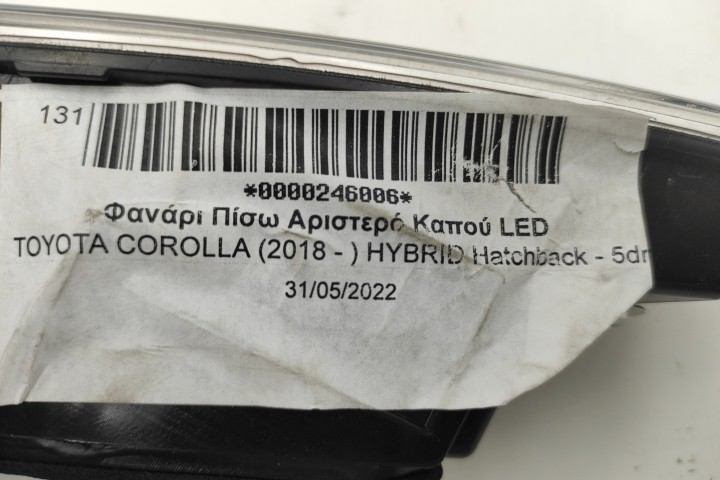 131
*0000246006*
Φανάρι Πίσω Αριστερό Καπού LED
TOYOTA COROLLA (2018 - ) HYBRID Hatchback - 5dr
31/05/2022